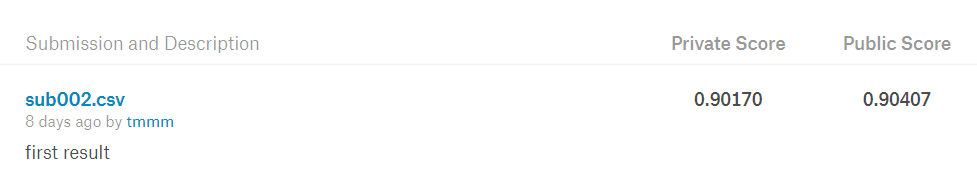 Submission and Description Private Score Public Score
sub002.csv 0.90170 0.90407
8 days ago by tmmm
first result